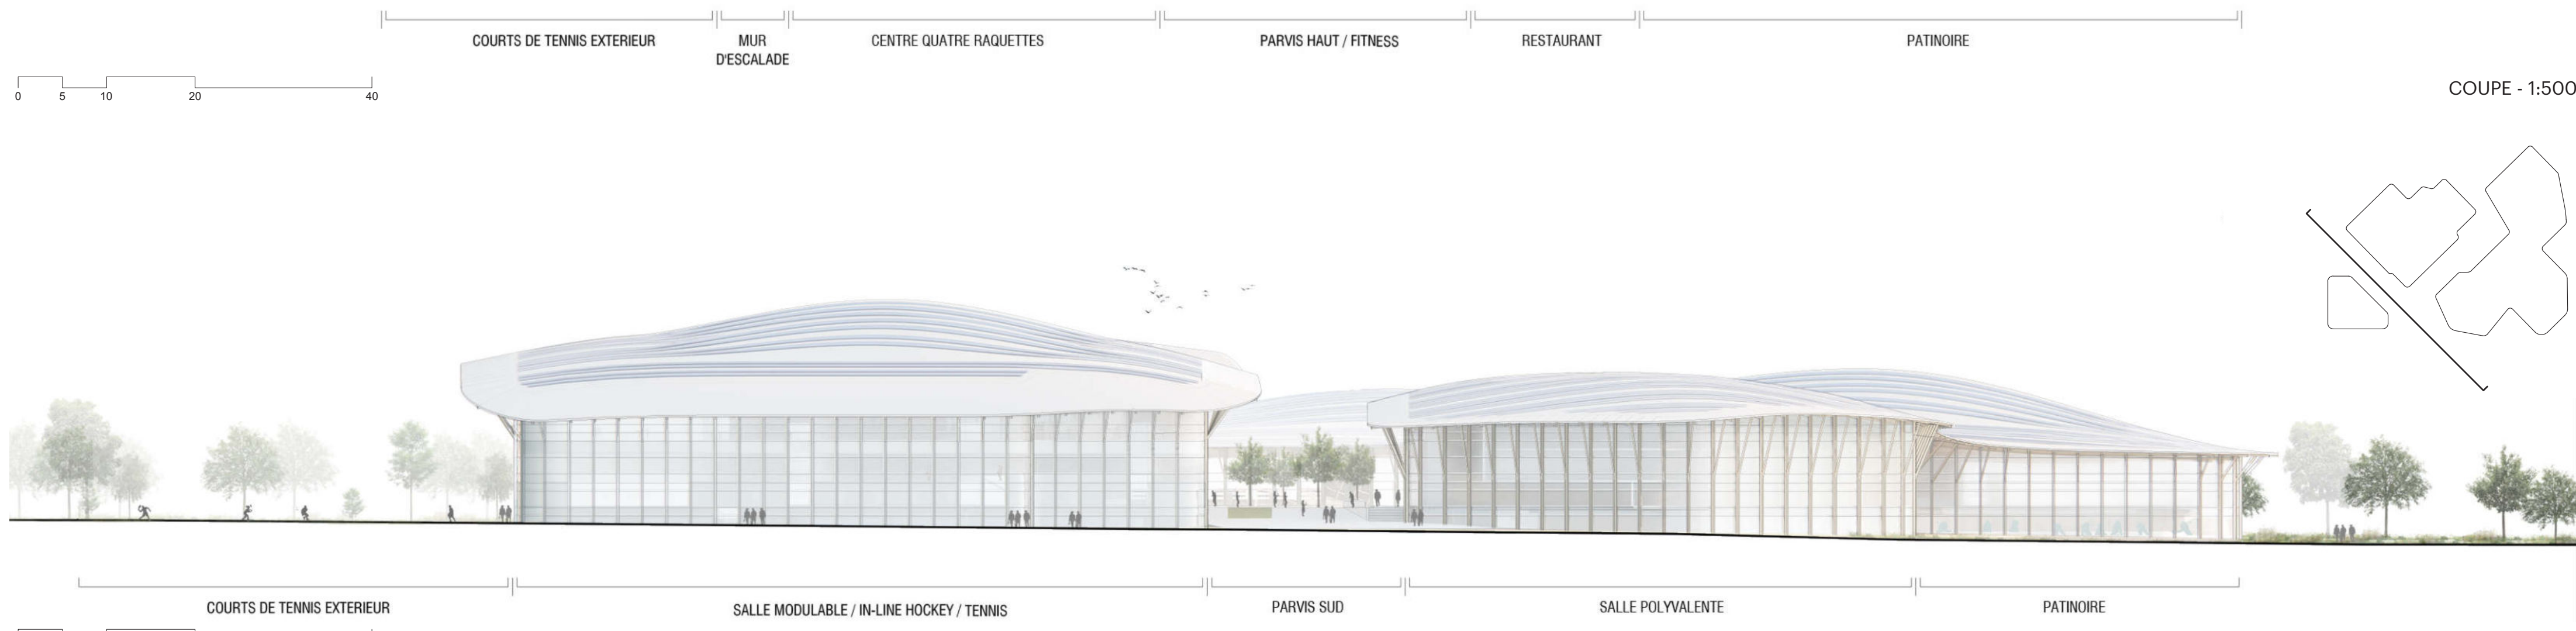 COURTS DE TENNIS EXTERIEUR
MUR
D'ESCALADE
CENTRE QUATRE RAQUETTES
PARVIS HAUT / FITNESS
RESTAURANT
PATINOIRE
0 5 10 20 40
COUPE - 1:500
COURTS DE TENNIS EXTERIEUR
SALLE MODULABLE / IN-LINE HOCKEY / TENNIS
PARVIS SUD
SALLE POLYVALENTE
PATINOIRE